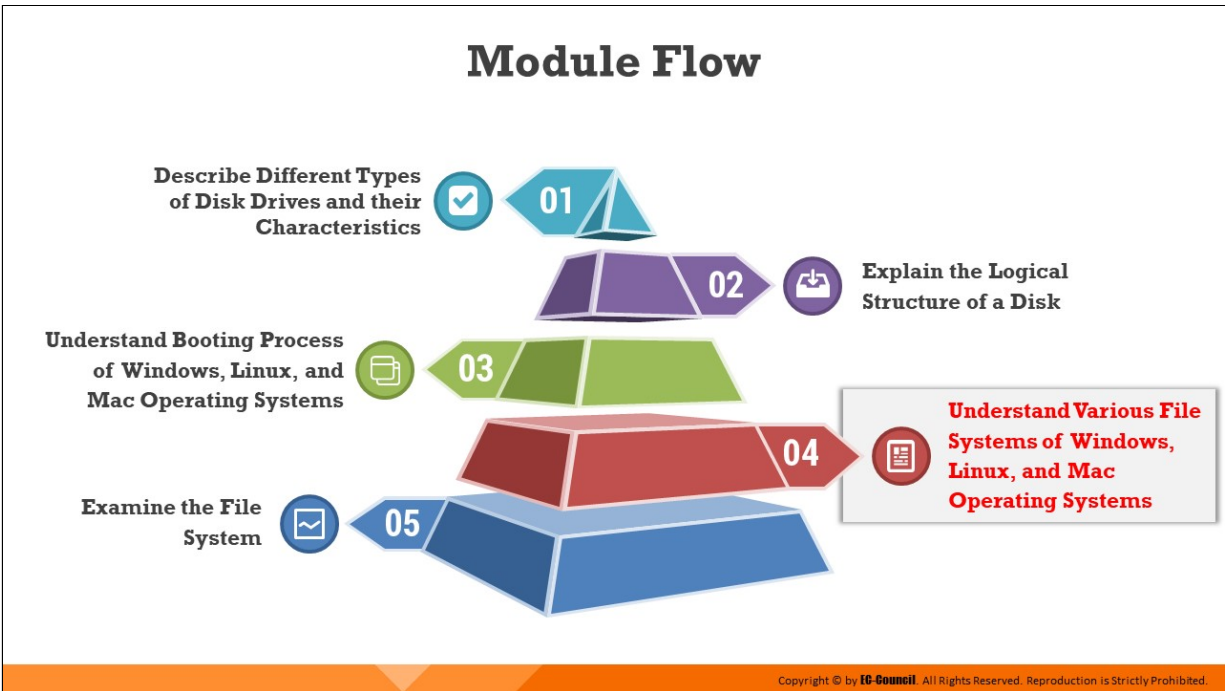 Module Flow
Describe Different Types
of Disk Drives and their
Characteristics
01
02
Explain the Logical
Structure of a Disk
Understand Booting Process
of Windows, Linux, and
Mac Operating Systems
03
04
Understand Various File
Systems of Windows,
Linux, and Mac
Operating Systems
Examine the File
System
05
Copyright © by EC-Council. All Rights Reserved. Reproduction is Strictly Prohibited.